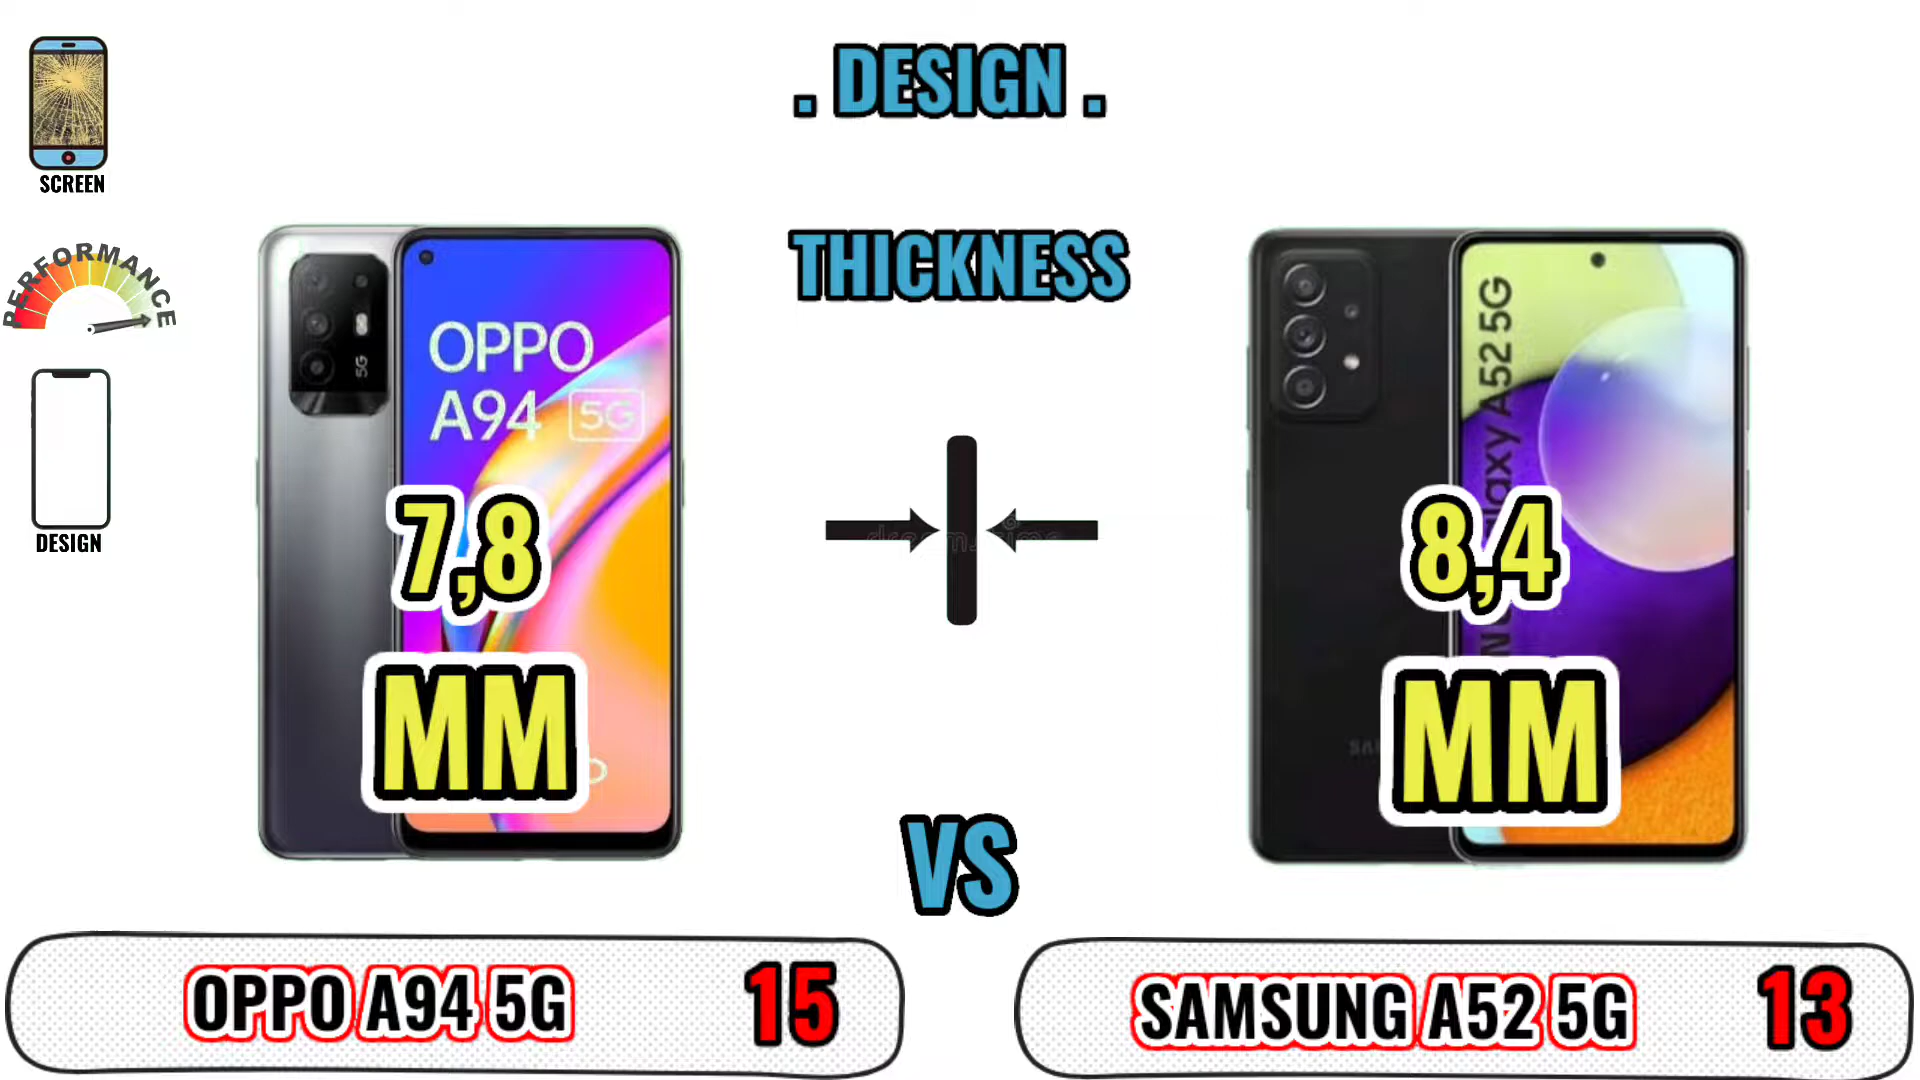 . DESIGN .
SCREEN
PERFORMANCE
DESIGN
THICKNESS
OPPO
A94 5G
5G
7,8
MM
Galaxy A52 5G
8,4
MM
VS
OPPO A94 5G 15
SAMSUNG A52 5G 13